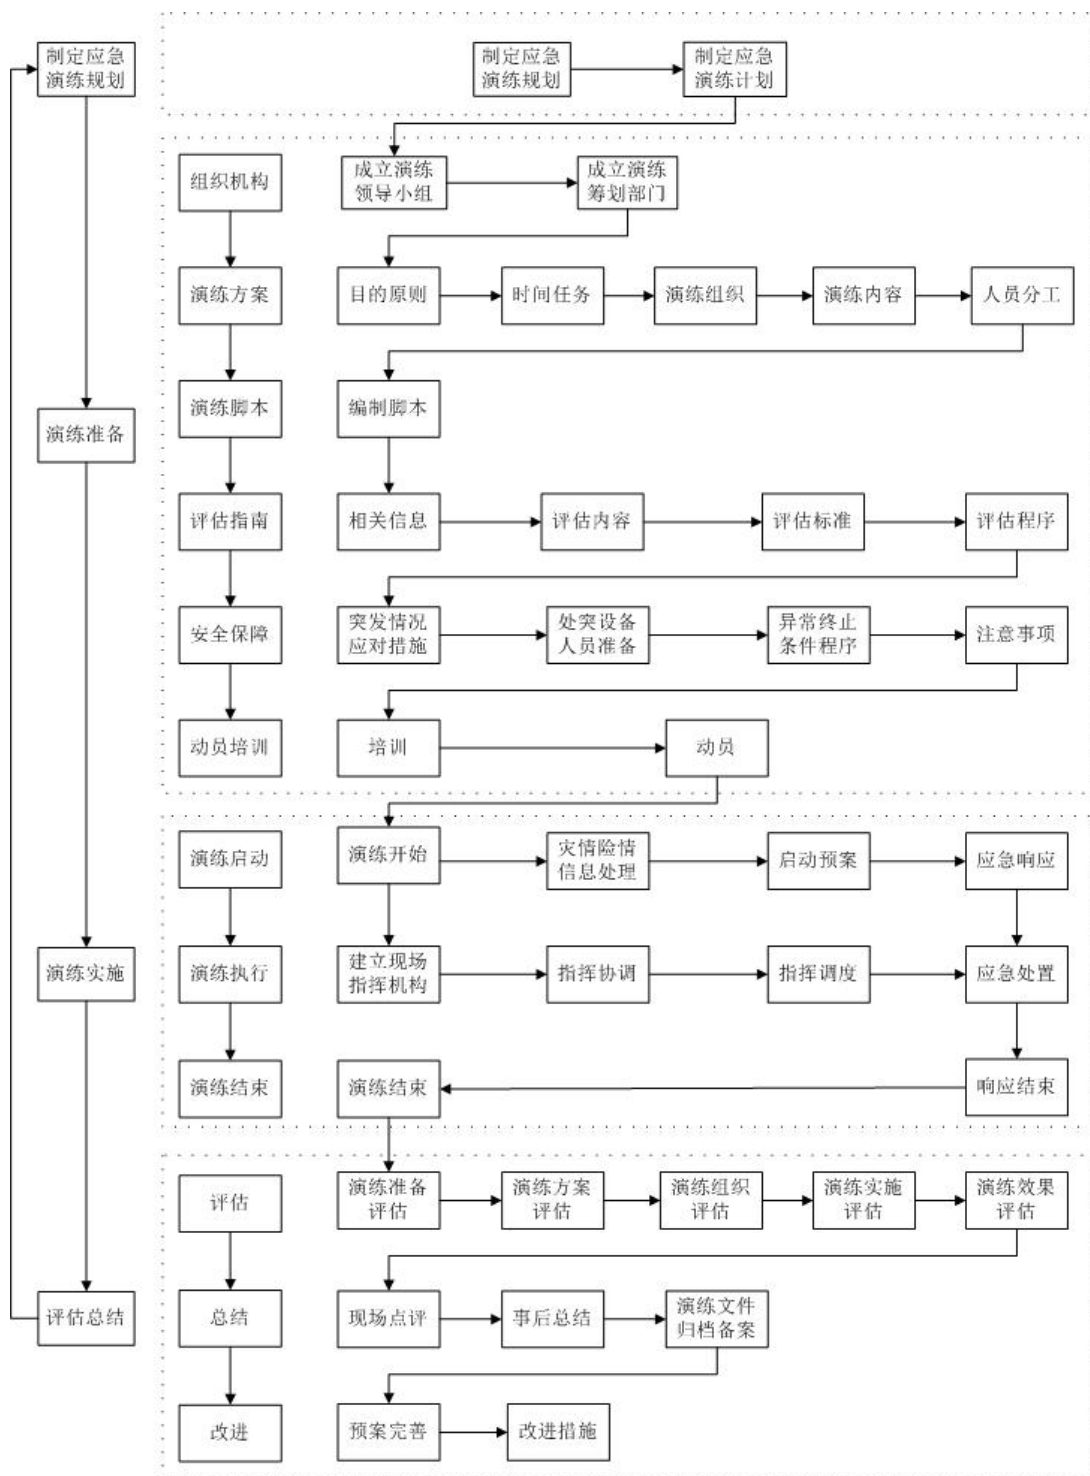 制定应急
演练规划
制定应急
演练规划
制定应急
演练计划
组织机构
成立演练
领导小组
成立演练
筹划部门
演练方案
目的原则
时间任务
演练组织
演练内容
人员分工
演练脚本
编制脚本
演练准备
评估指南
相关信息
评估内容
评估标准
评估程序
安全保障
突发情况
应对措施
处突设备
人员准备
异常终止
条件程序
注意事项
动员培训
培训
动员
演练启动
演练开始
灾情险情
信息处理
启动预案
应急响应
演练实施
演练执行
建立现场
指挥机构
指挥协调
指挥调度
应急处置
演练结束
演练结束
响应结束
评估
演练准备
评估
演练方案
评估
演练组织
评估
演练实施
评估
演练效果
评估
评估总结
总结
现场点评
事后总结
演练文件
归档备案
改进
预案完善
改进措施